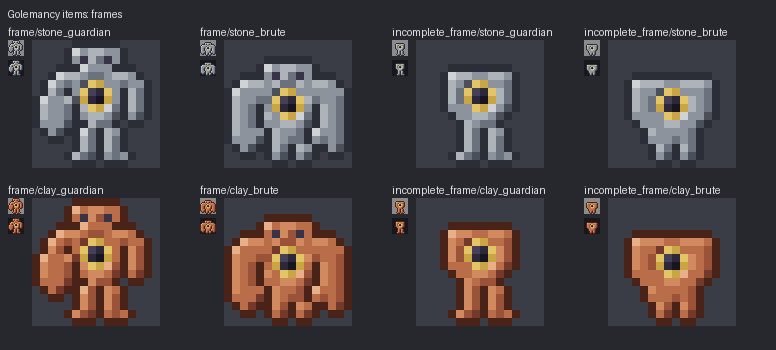 Golemancy items: frames
frame/stone_guardian
frame/stone_brute
incomplete_frame/stone_guardian
incomplete_frame/stone_brute
frame/clay_guardian
frame/clay_brute
incomplete_frame/clay_guardian
incomplete_frame/clay_brute